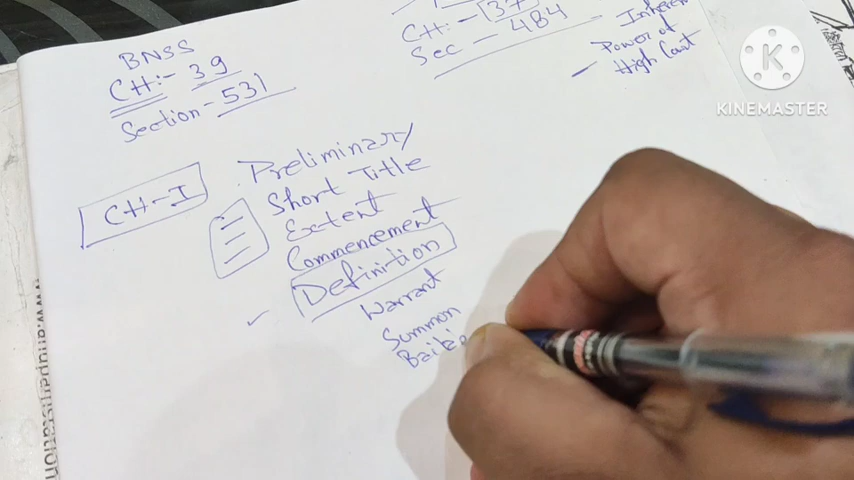 BNSS
CH:- 39
Section - 531
CH:- 37
Sec - 484
Power of
High Court
KINEMASTER
CH-I
Preliminary
Short Title
Extent
Commencement
Definition
Warrant
Summon